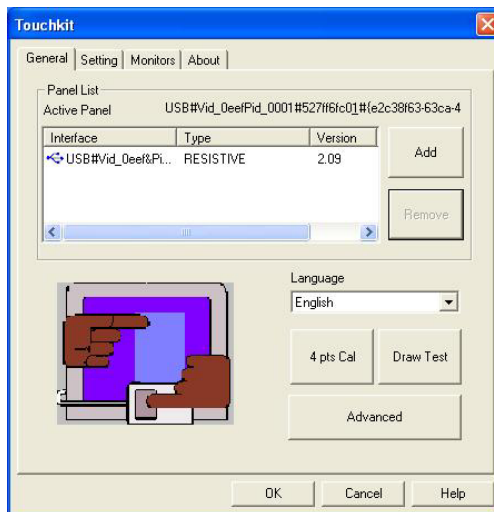 Touchkit
General Setting Monitors About
Panel List
Active Panel USB#Vid_0eefPid_0001#527ff6fc01#{e2c38f63-63ca-4
Interface Type Version
USB#Vid_0eef&Pi... RESISTIVE 2.09
Add
Remove
Language
English
4 pts Cal Draw Test
Advanced
OK Cancel Help